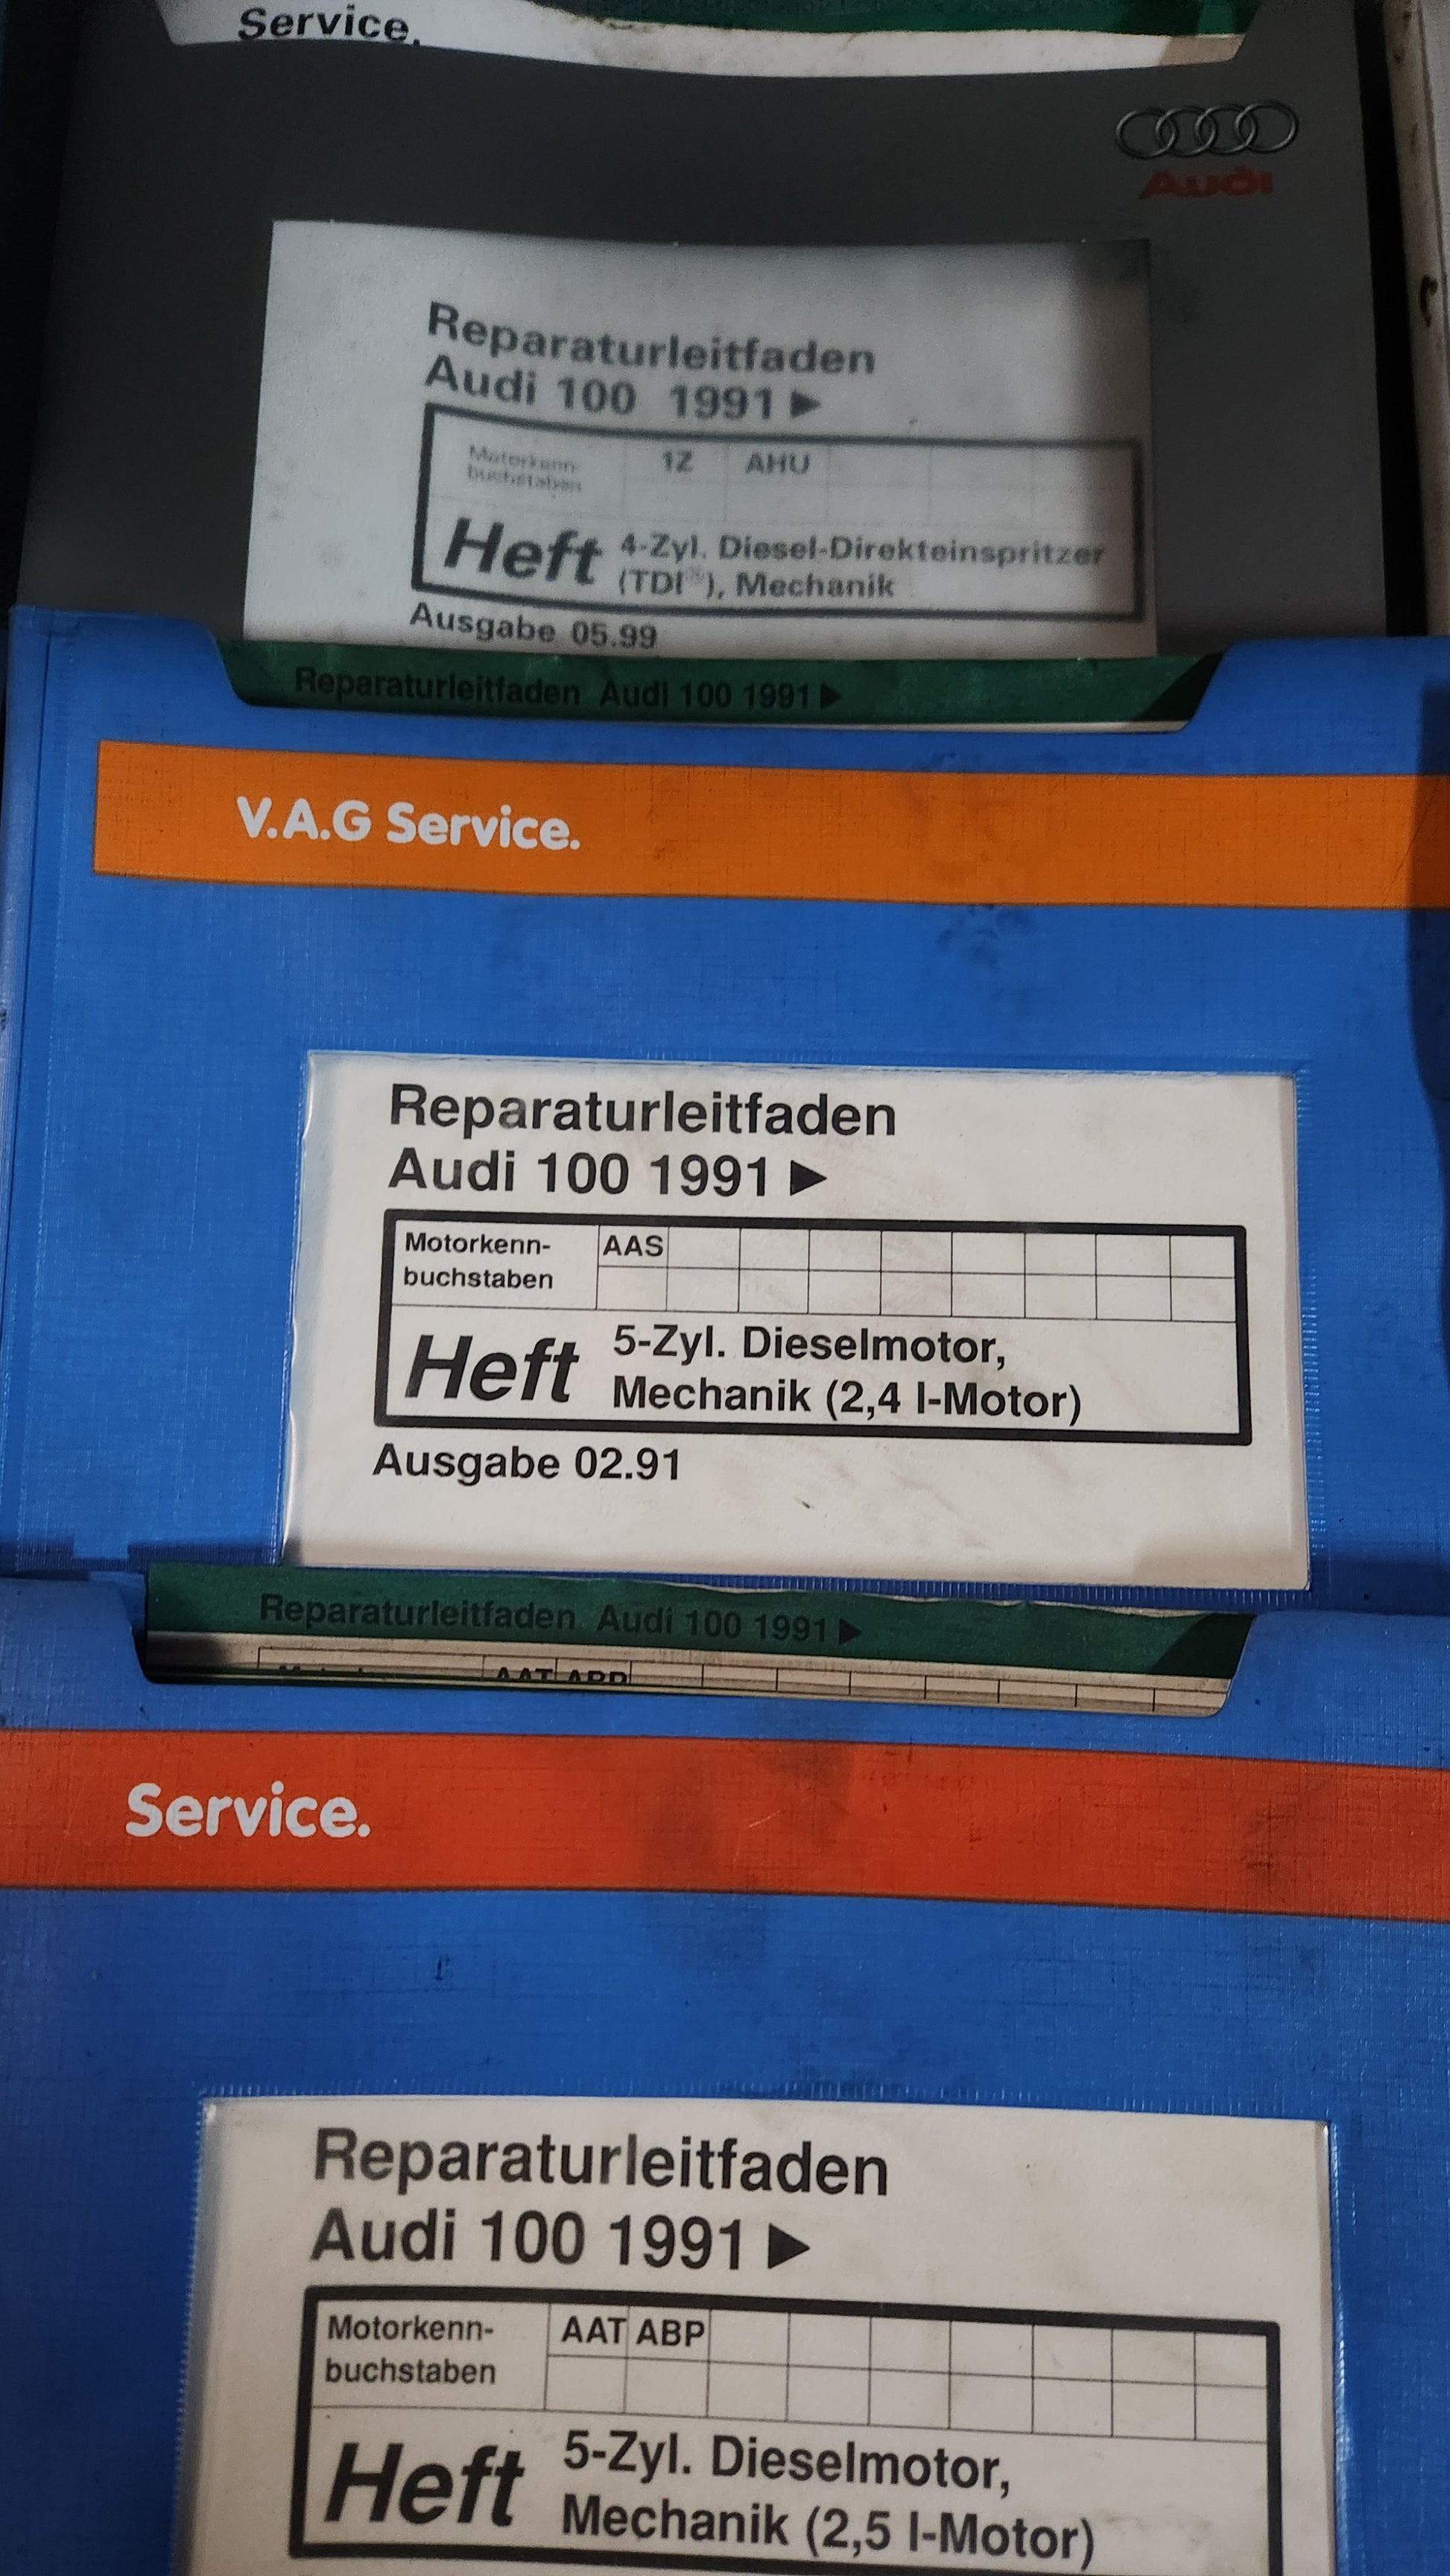 Service.
Audi
Reparaturleitfaden
Audi 100 1991 ►
Motorkenn-
buchstaben
1Z AHU
Heft 4-Zyl. Diesel-Direkteinspritzer
(TDI®), Mechanik
Ausgabe 05.99
Reparaturleitfaden Audi 100 1991 ►
V.A.G Service.
Reparaturleitfaden
Audi 100 1991 ►
Motorkenn-
buchstaben
AAS
Heft 5-Zyl. Dieselmotor,
Mechanik (2,4 l-Motor)
Ausgabe 02.91
Reparaturleitfaden Audi 100 1991 ►
AAT ABP
Service.
Reparaturleitfaden
Audi 100 1991 ►
Motorkenn-
buchstaben
AAT ABP
Heft 5-Zyl. Dieselmotor,
Mechanik (2,5 l-Motor)